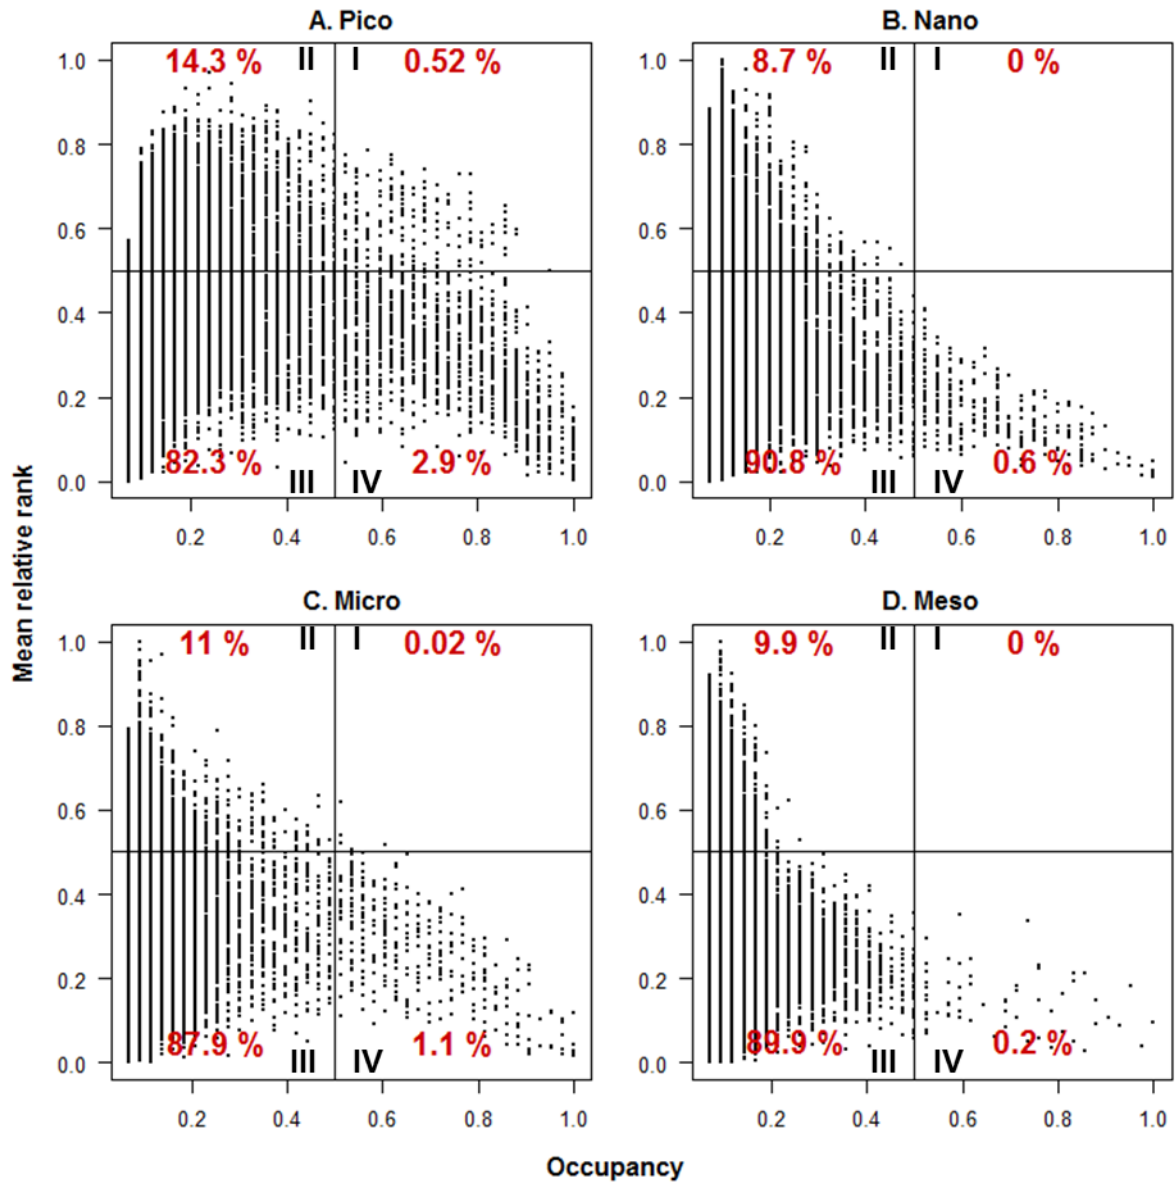 A. Pico
B. Nano
14.3 % II I 0.52 %
8.7 % II I 0 %
1.0
0.8
0.6
0.4
0.2
0.0
1.0
0.8
0.6
0.4
0.2
0.0
82.3 % III IV 2.9 %
90.8 % III IV 0.6 %
0.2 0.4 0.6 0.8 1.0
0.2 0.4 0.6 0.8 1.0
Mean relative rank
C. Micro
D. Meso
11 % II I 0.02 %
9.9 % II I 0 %
1.0
0.8
0.6
0.4
0.2
0.0
1.0
0.8
0.6
0.4
0.2
0.0
87.9 % III IV 1.1 %
89.9 % III IV 0.2 %
0.2 0.4 0.6 0.8 1.0
0.2 0.4 0.6 0.8 1.0
Occupancy